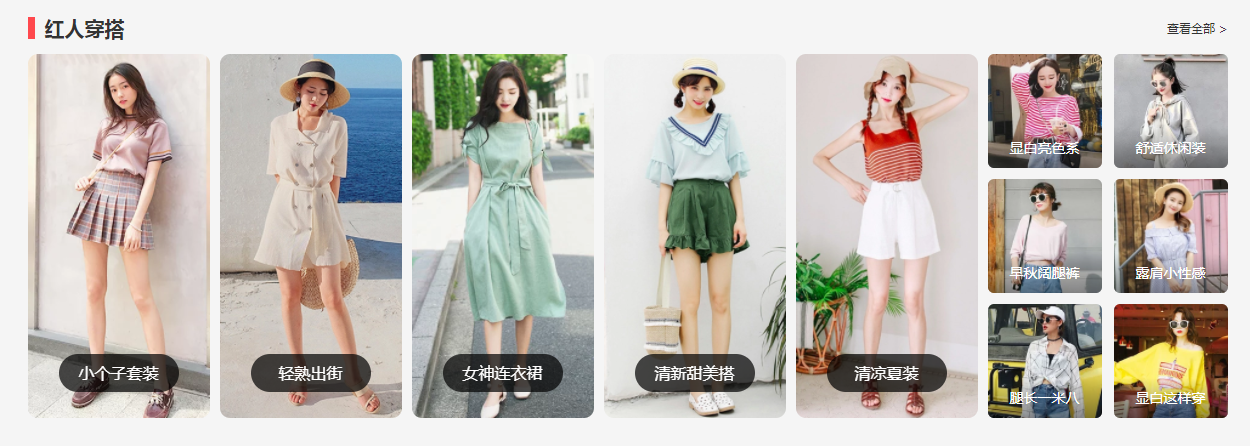 红人穿搭
查看全部 >
小个子套装
轻熟出街
女神连衣裙
清新甜美搭
清凉夏装
显白亮色系
舒适休闲装
早秋阔腿裤
露肩小性感
腿长一米八
显白这样穿